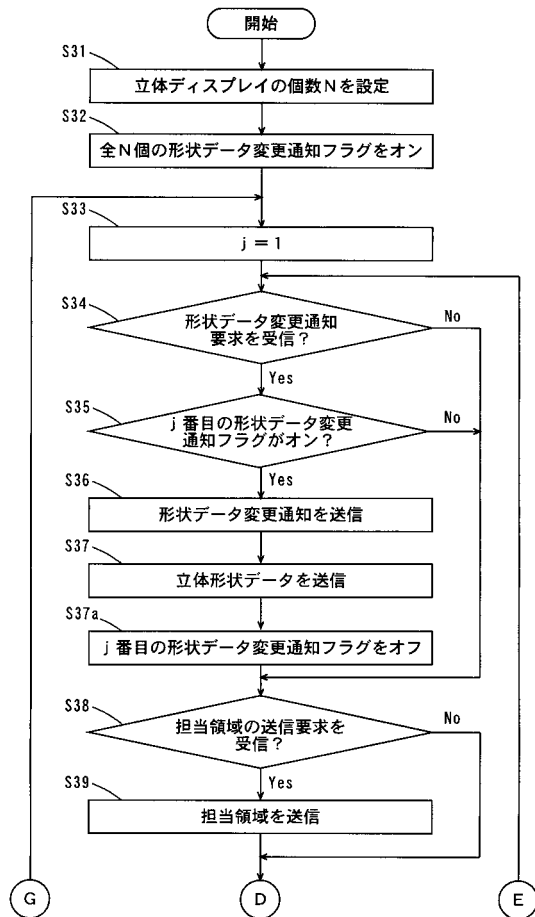 開始
S31
立体ディスプレイの個数Nを設定
S32
全N個の形状データ変更通知フラグをオン
S33
j=1
S34
形状データ変更通知
要求を受信?
No
Yes
S35
j番目の形状データ変更
通知フラグがオン?
No
Yes
S36
形状データ変更通知を送信
S37
立体形状データを送信
S37a
j番目の形状データ変更通知フラグをオフ
S38
担当領域の送信要求を
受信?
No
Yes
S39
担当領域を送信
G
D
E